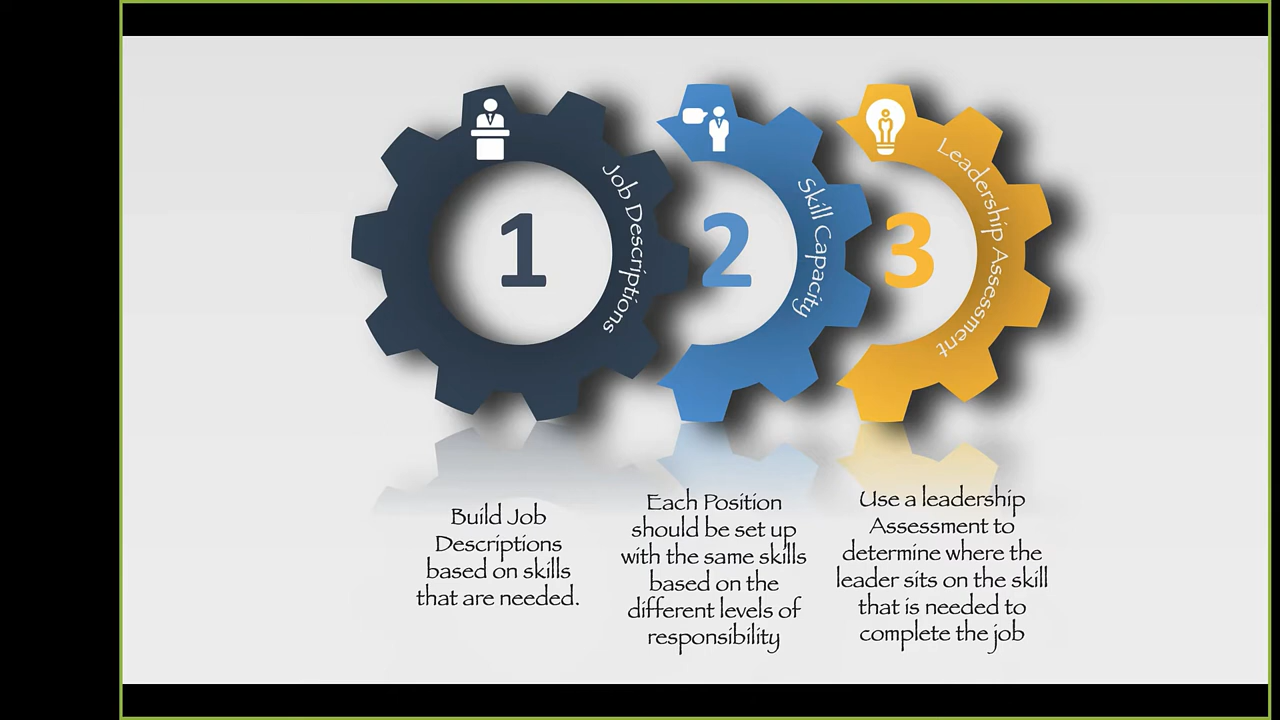 1
Job Descriptions
2
Skill Capacity
3
Leadership Assessment
Build Job
Descriptions
based on skills
that are needed.
Each Position
should be set up
with the same skills
based on the
different levels of
responsibility
Use a leadership
Assessment to
determine where the
leader sits on the skill
that is needed to
complete the job